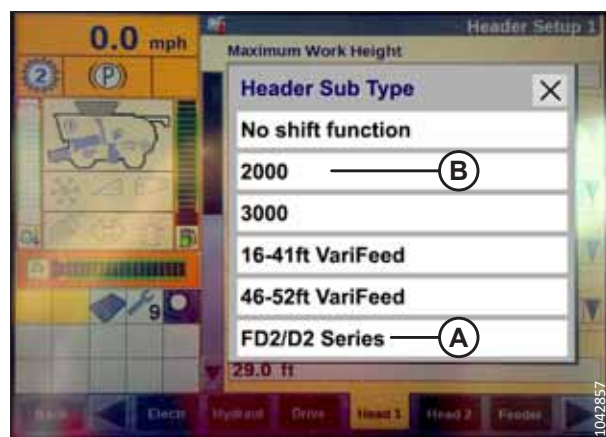 0.0 mph
Header Setup 1
Maximum Work Height
2
P
Header Sub Type
No shift function
2000
B
3000
16-41ft VariFeed
46-52ft VariFeed
FD2/D2 Series
A
9
29.0 ft
Back
Electr
Hydraul
Drive
Head 1
Head 2
Feeder
1042857